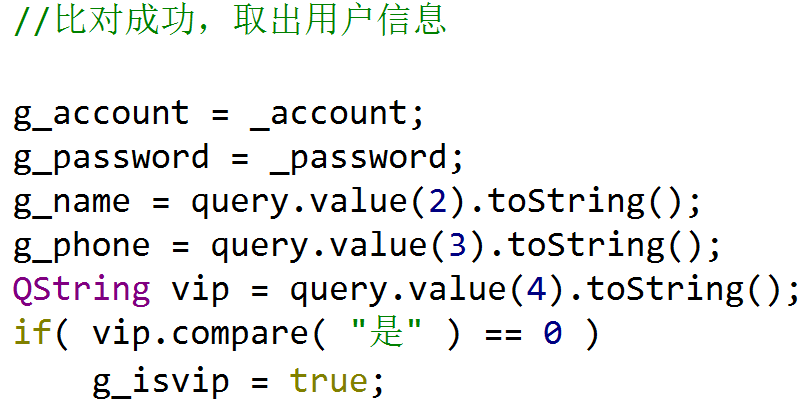 //比对成功，取出用户信息
g_account = _account;
g_password = _password;
g_name = query.value(2).toString();
g_phone = query.value(3).toString();
QString vip = query.value(4).toString();
if( vip.compare( "是" ) == 0 )
    g_isvip = true;